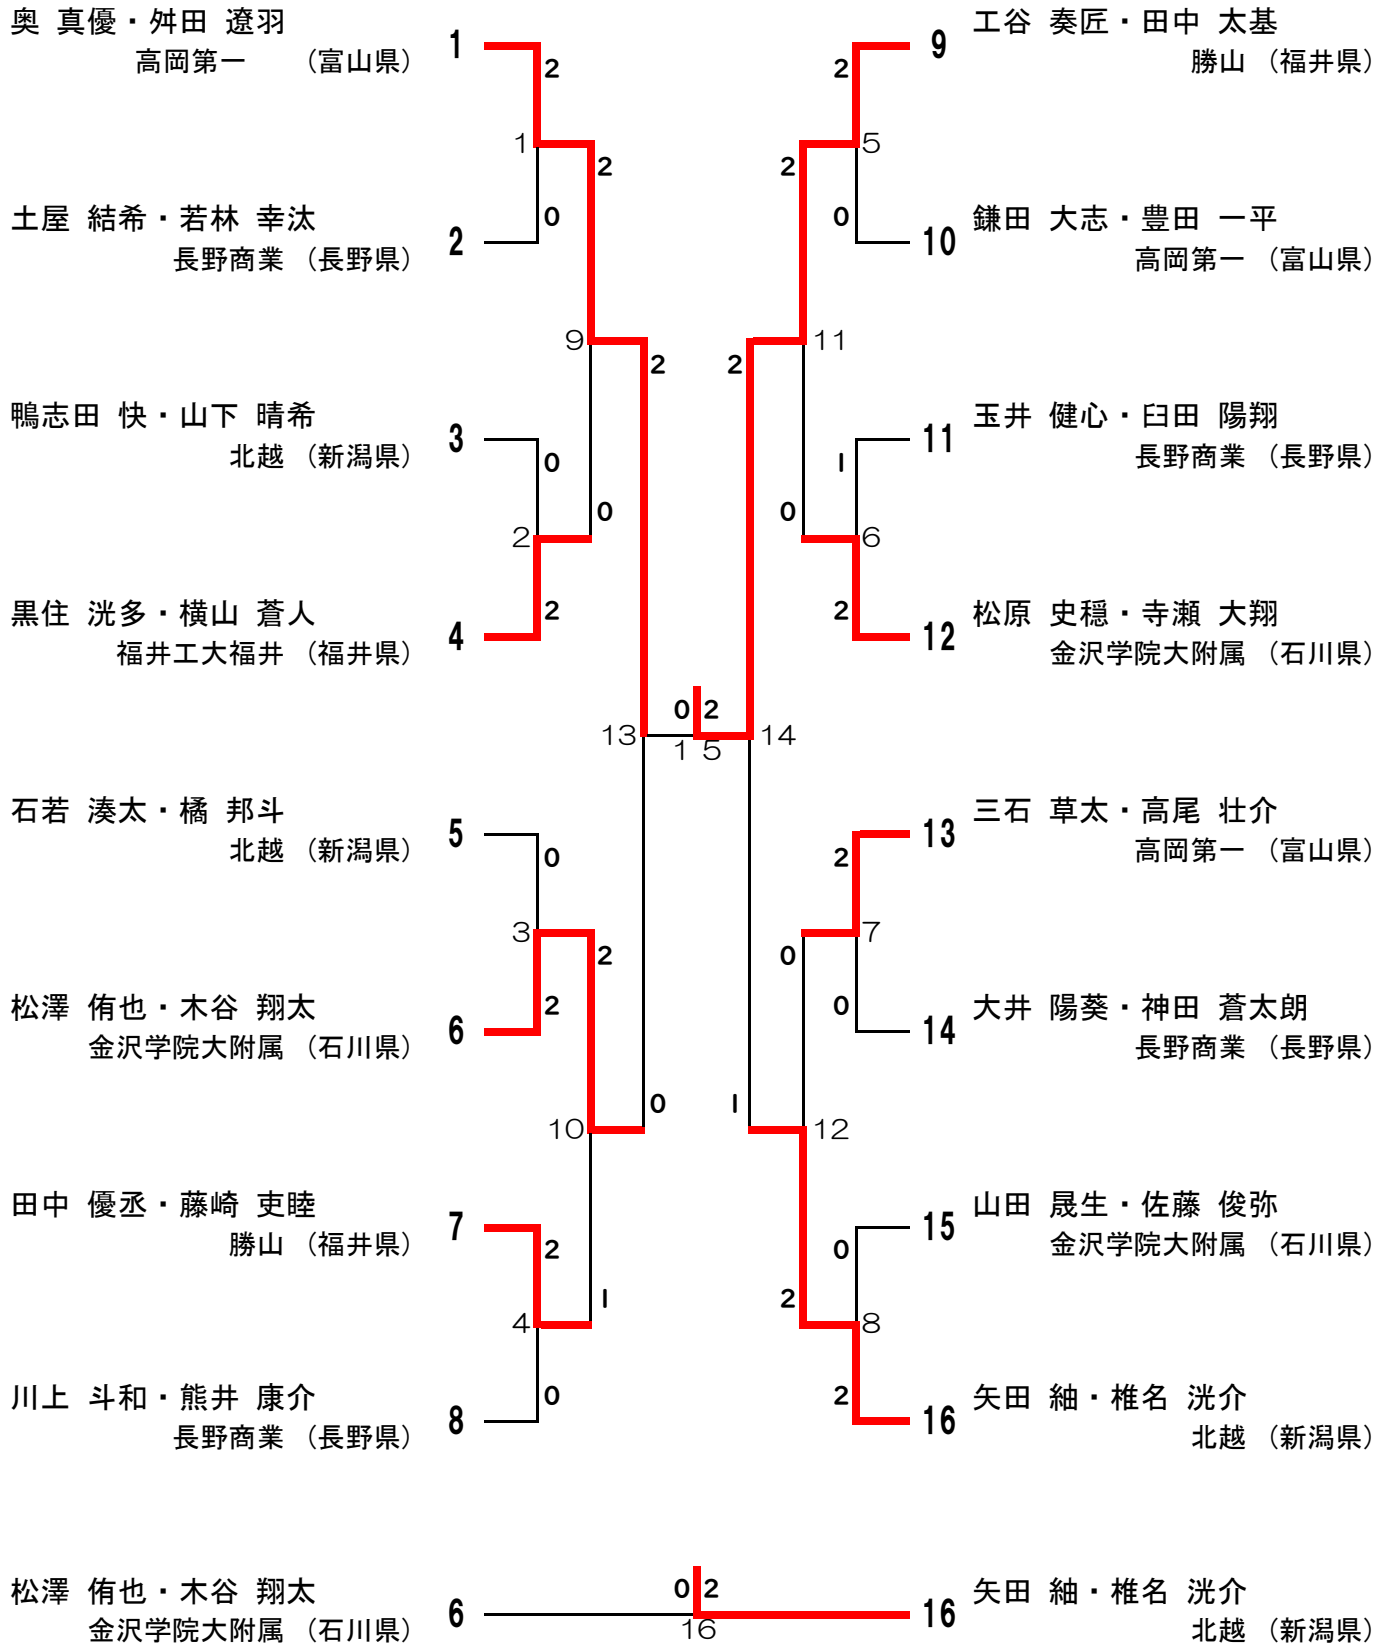 奥 真優・舛田 遼羽
高岡第一 （富山県）
1
土屋 結希・若林 幸汰
長野商業 （長野県）
2
鴨志田 快・山下 晴希
北越 （新潟県）
3
黒住 洸多・横山 蒼人
福井工大福井 （福井県）
4
石若 湊太・橘 邦斗
北越 （新潟県）
5
松澤 侑也・木谷 翔太
金沢学院大附属 （石川県）
6
田中 優丞・藤崎 吏睦
勝山 （福井県）
7
川上 斗和・熊井 康介
長野商業 （長野県）
8
2
1
0
2
9
0
0
2
2
2
13
0
0
3
2
2
10
0
2
4
0
1
0 2
15
9
工谷 奏匠・田中 太基
勝山 （福井県）
10
鎌田 大志・豊田 一平
高岡第一 （富山県）
11
玉井 健心・臼田 陽翔
長野商業 （長野県）
12
松原 史穏・寺瀬 大翔
金沢学院大附属 （石川県）
13
三石 草太・高尾 壮介
高岡第一 （富山県）
14
大井 陽葵・神田 蒼太朗
長野商業 （長野県）
15
山田 晟生・佐藤 俊弥
金沢学院大附属 （石川県）
16
矢田 紬・椎名 洸介
北越 （新潟県）
2
5
0
2
11
0
1
6
2
2
14
1
2
7
0
0
12
2
0
8
2
松澤 侑也・木谷 翔太
金沢学院大附属 （石川県）
6
0 2
16
16
矢田 紬・椎名 洸介
北越 （新潟県）